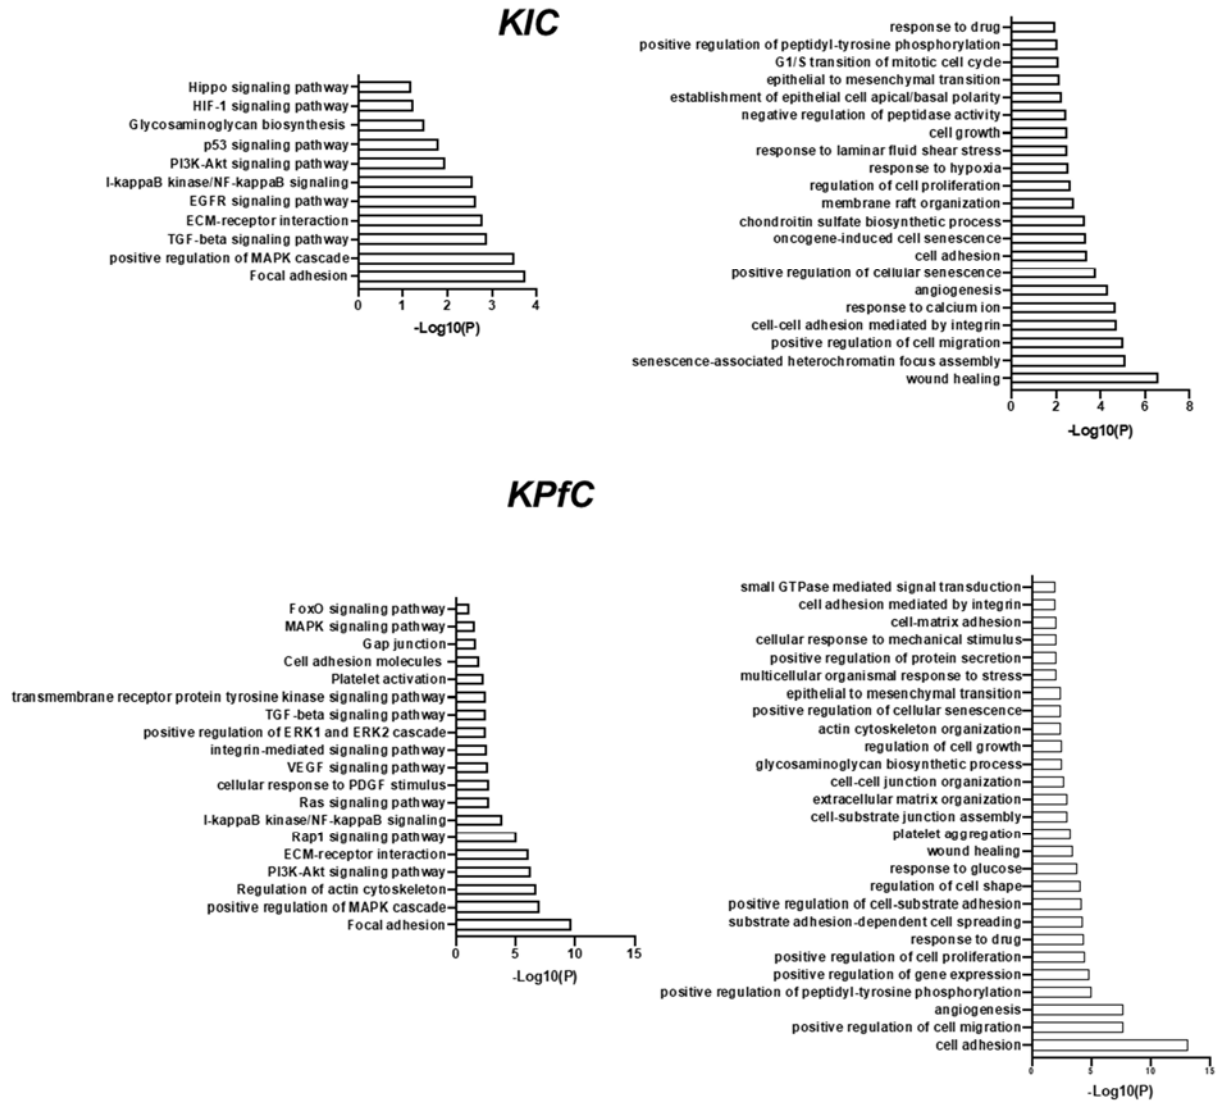 KIC
Hippo signaling pathway
HIF-1 signaling pathway
Glycosaminoglycan biosynthesis
p53 signaling pathway
PI3K-Akt signaling pathway
I-kappaB kinase/NF-kappaB signaling
EGFR signaling pathway
ECM-receptor interaction
TGF-beta signaling pathway
positive regulation of MAPK cascade
Focal adhesion
0 1 2 3 4
-Log10(P)
response to drug
positive regulation of peptidyl-tyrosine phosphorylation
G1/S transition of mitotic cell cycle
epithelial to mesenchymal transition
establishment of epithelial cell apical/basal polarity
negative regulation of peptidase activity
cell growth
response to laminar fluid shear stress
response to hypoxia
regulation of cell proliferation
membrane raft organization
chondroitin sulfate biosynthetic process
oncogene-induced cell senescence
cell adhesion
positive regulation of cellular senescence
angiogenesis
response to calcium ion
cell-cell adhesion mediated by integrin
positive regulation of cell migration
senescence-associated heterochromatin focus assembly
wound healing
0 2 4 6 8
-Log10(P)
KPfC
FoxO signaling pathway
MAPK signaling pathway
Gap junction
Cell adhesion molecules
Platelet activation
transmembrane receptor protein tyrosine kinase signaling pathway
TGF-beta signaling pathway
positive regulation of ERK1 and ERK2 cascade
integrin-mediated signaling pathway
VEGF signaling pathway
cellular response to PDGF stimulus
Ras signaling pathway
I-kappaB kinase/NF-kappaB signaling
Rap1 signaling pathway
ECM-receptor interaction
PI3K-Akt signaling pathway
Regulation of actin cytoskeleton
positive regulation of MAPK cascade
Focal adhesion
0 5 10 15
-Log10(P)
small GTPase mediated signal transduction
cell adhesion mediated by integrin
cell-matrix adhesion
cellular response to mechanical stimulus
positive regulation of protein secretion
multicellular organismal response to stress
epithelial to mesenchymal transition
positive regulation of cellular senescence
actin cytoskeleton organization
regulation of cell growth
glycosaminoglycan biosynthetic process
cell-cell junction organization
extracellular matrix organization
cell-substrate junction assembly
platelet aggregation
wound healing
response to glucose
regulation of cell shape
positive regulation of cell-substrate adhesion
substrate adhesion-dependent cell spreading
response to drug
positive regulation of cell proliferation
positive regulation of gene expression
positive regulation of peptidyl-tyrosine phosphorylation
angiogenesis
positive regulation of cell migration
cell adhesion
0 5 10 15
-Log10(P)